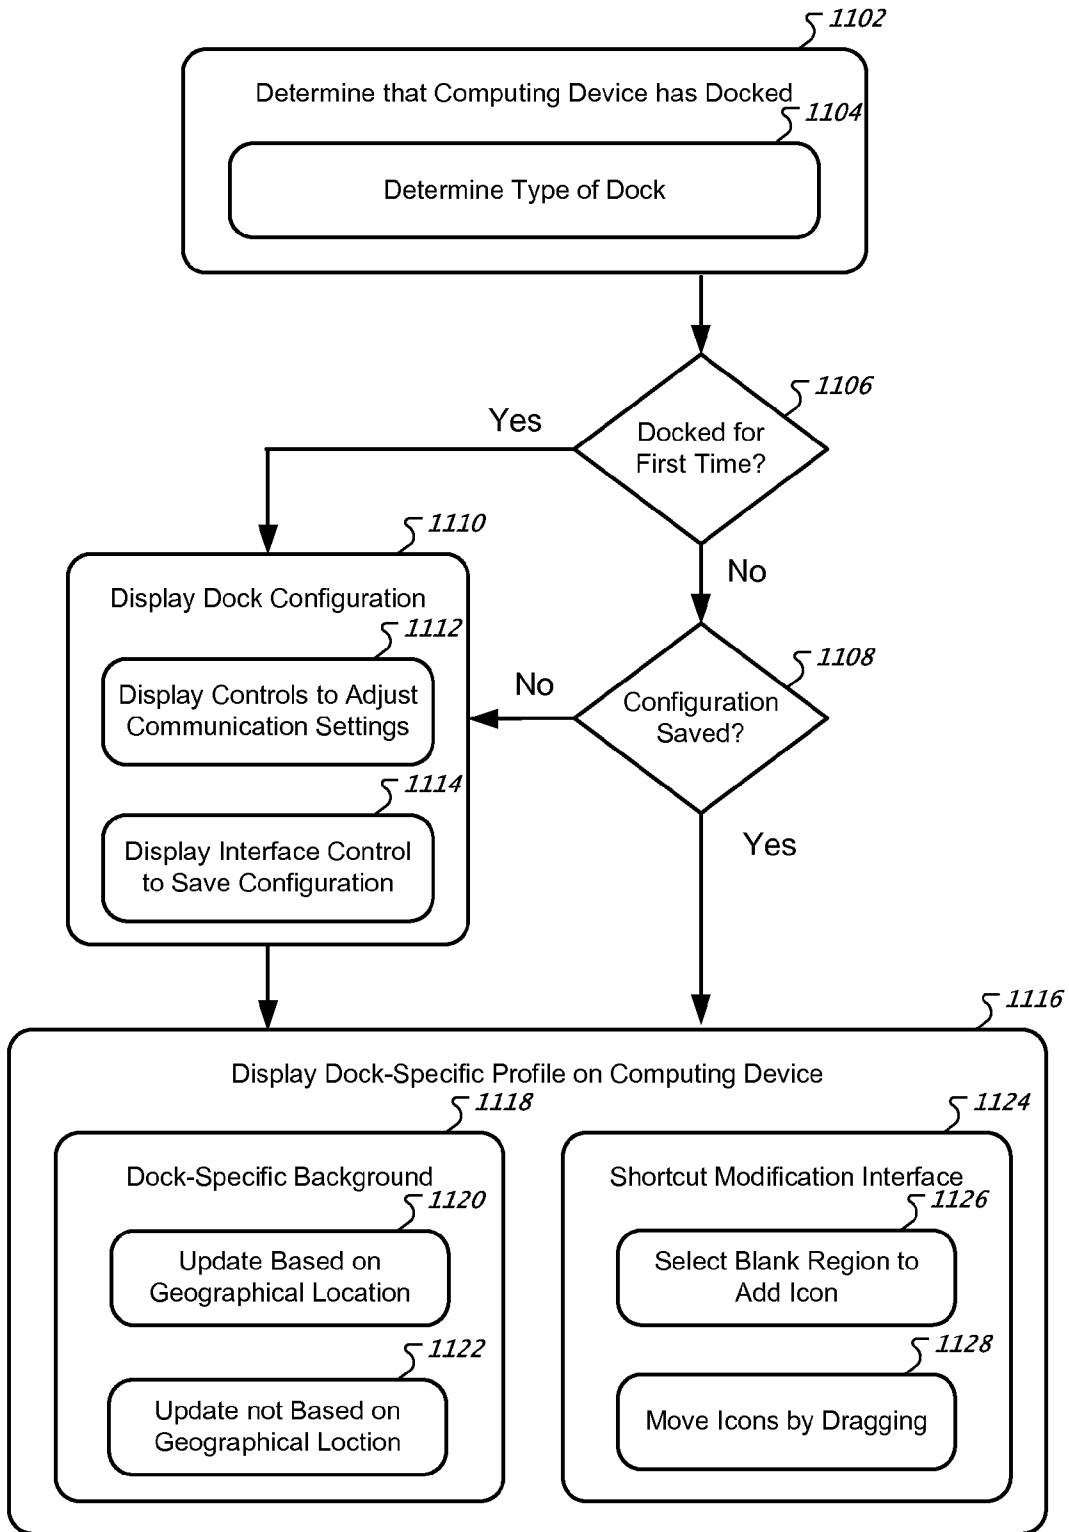 1102
Determine that Computing Device has Docked
1104
Determine Type of Dock
1106
Docked for
First Time?
Yes
No
1110
Display Dock Configuration
1112
Display Controls to Adjust
Communication Settings
1114
Display Interface Control
to Save Configuration
1108
Configuration
Saved?
No
Yes
1116
Display Dock-Specific Profile on Computing Device
1118
Dock-Specific Background
1120
Update Based on
Geographical Location
1122
Update not Based on
Geographical Loction
1124
Shortcut Modification Interface
1126
Select Blank Region to
Add Icon
1128
Move Icons by Dragging